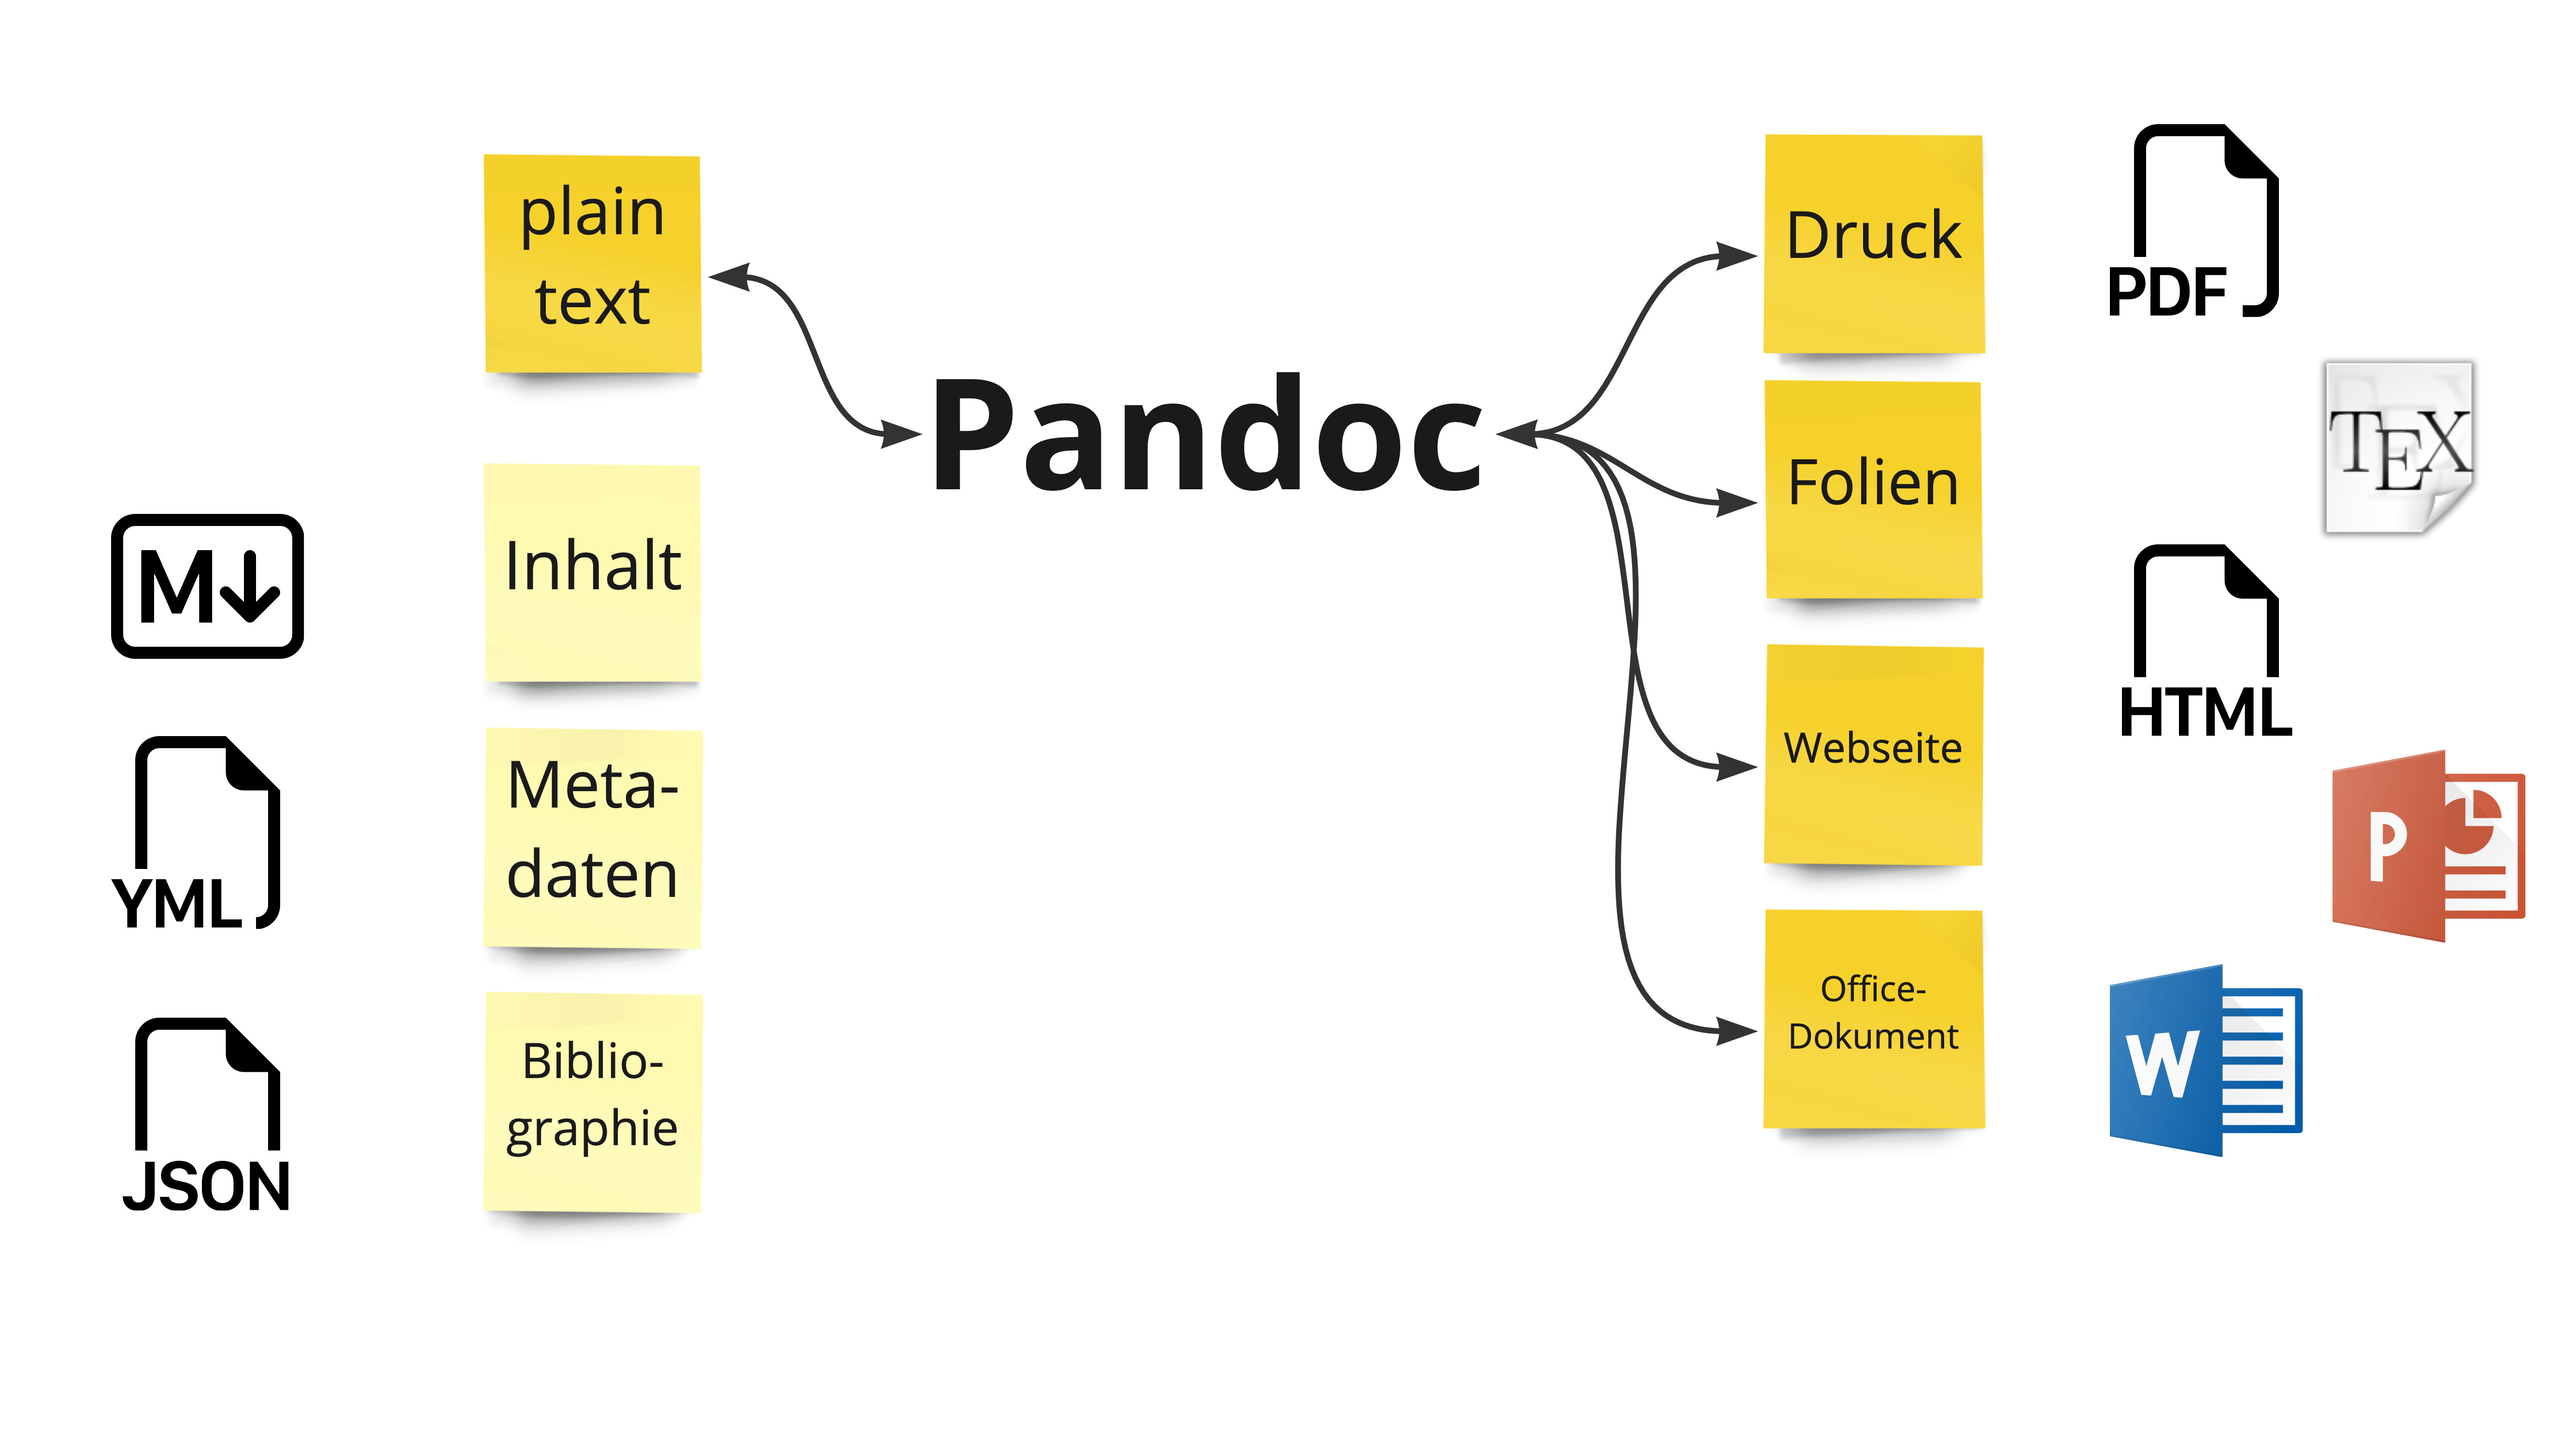 plain
text
Inhalt
Meta-
daten
Biblio-
graphie
M
YML
JSON
Pandoc
Druck
Folien
Webseite
Office-
Dokument
PDF
TEX
HTML
P
W